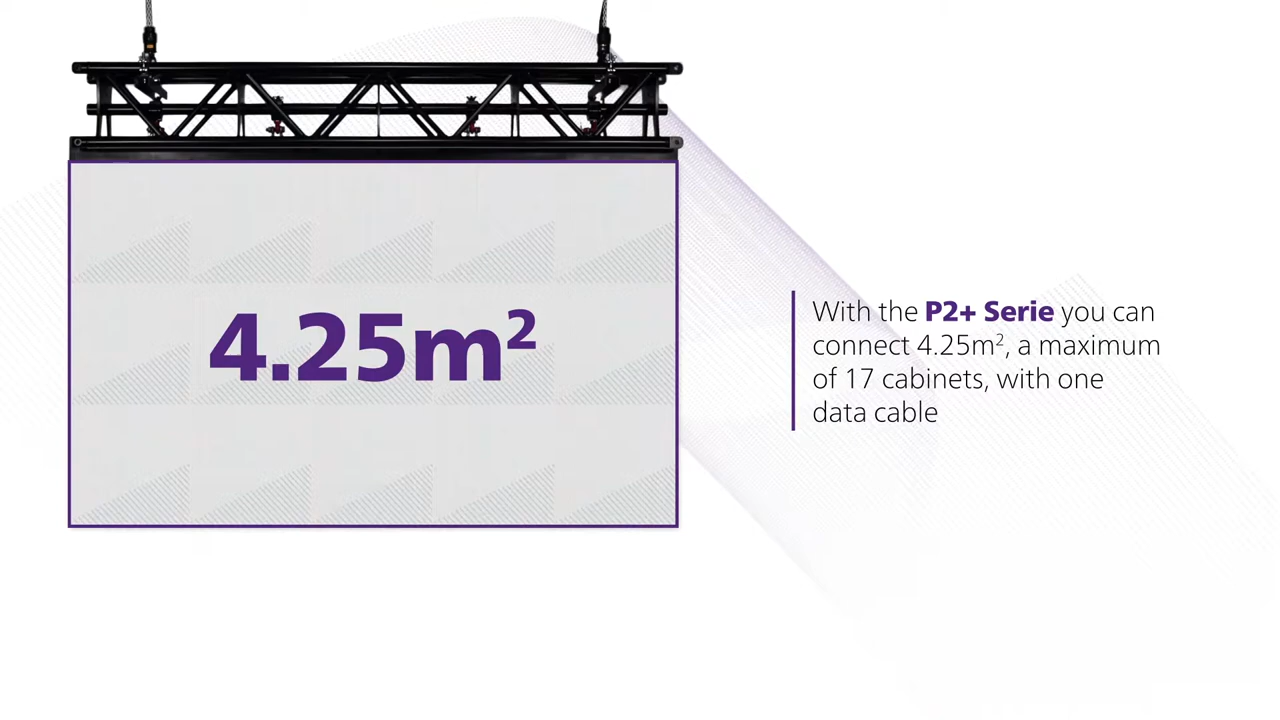 4.25m²
With the P2+ Serie you can
connect 4.25m², a maximum
of 17 cabinets, with one
data cable